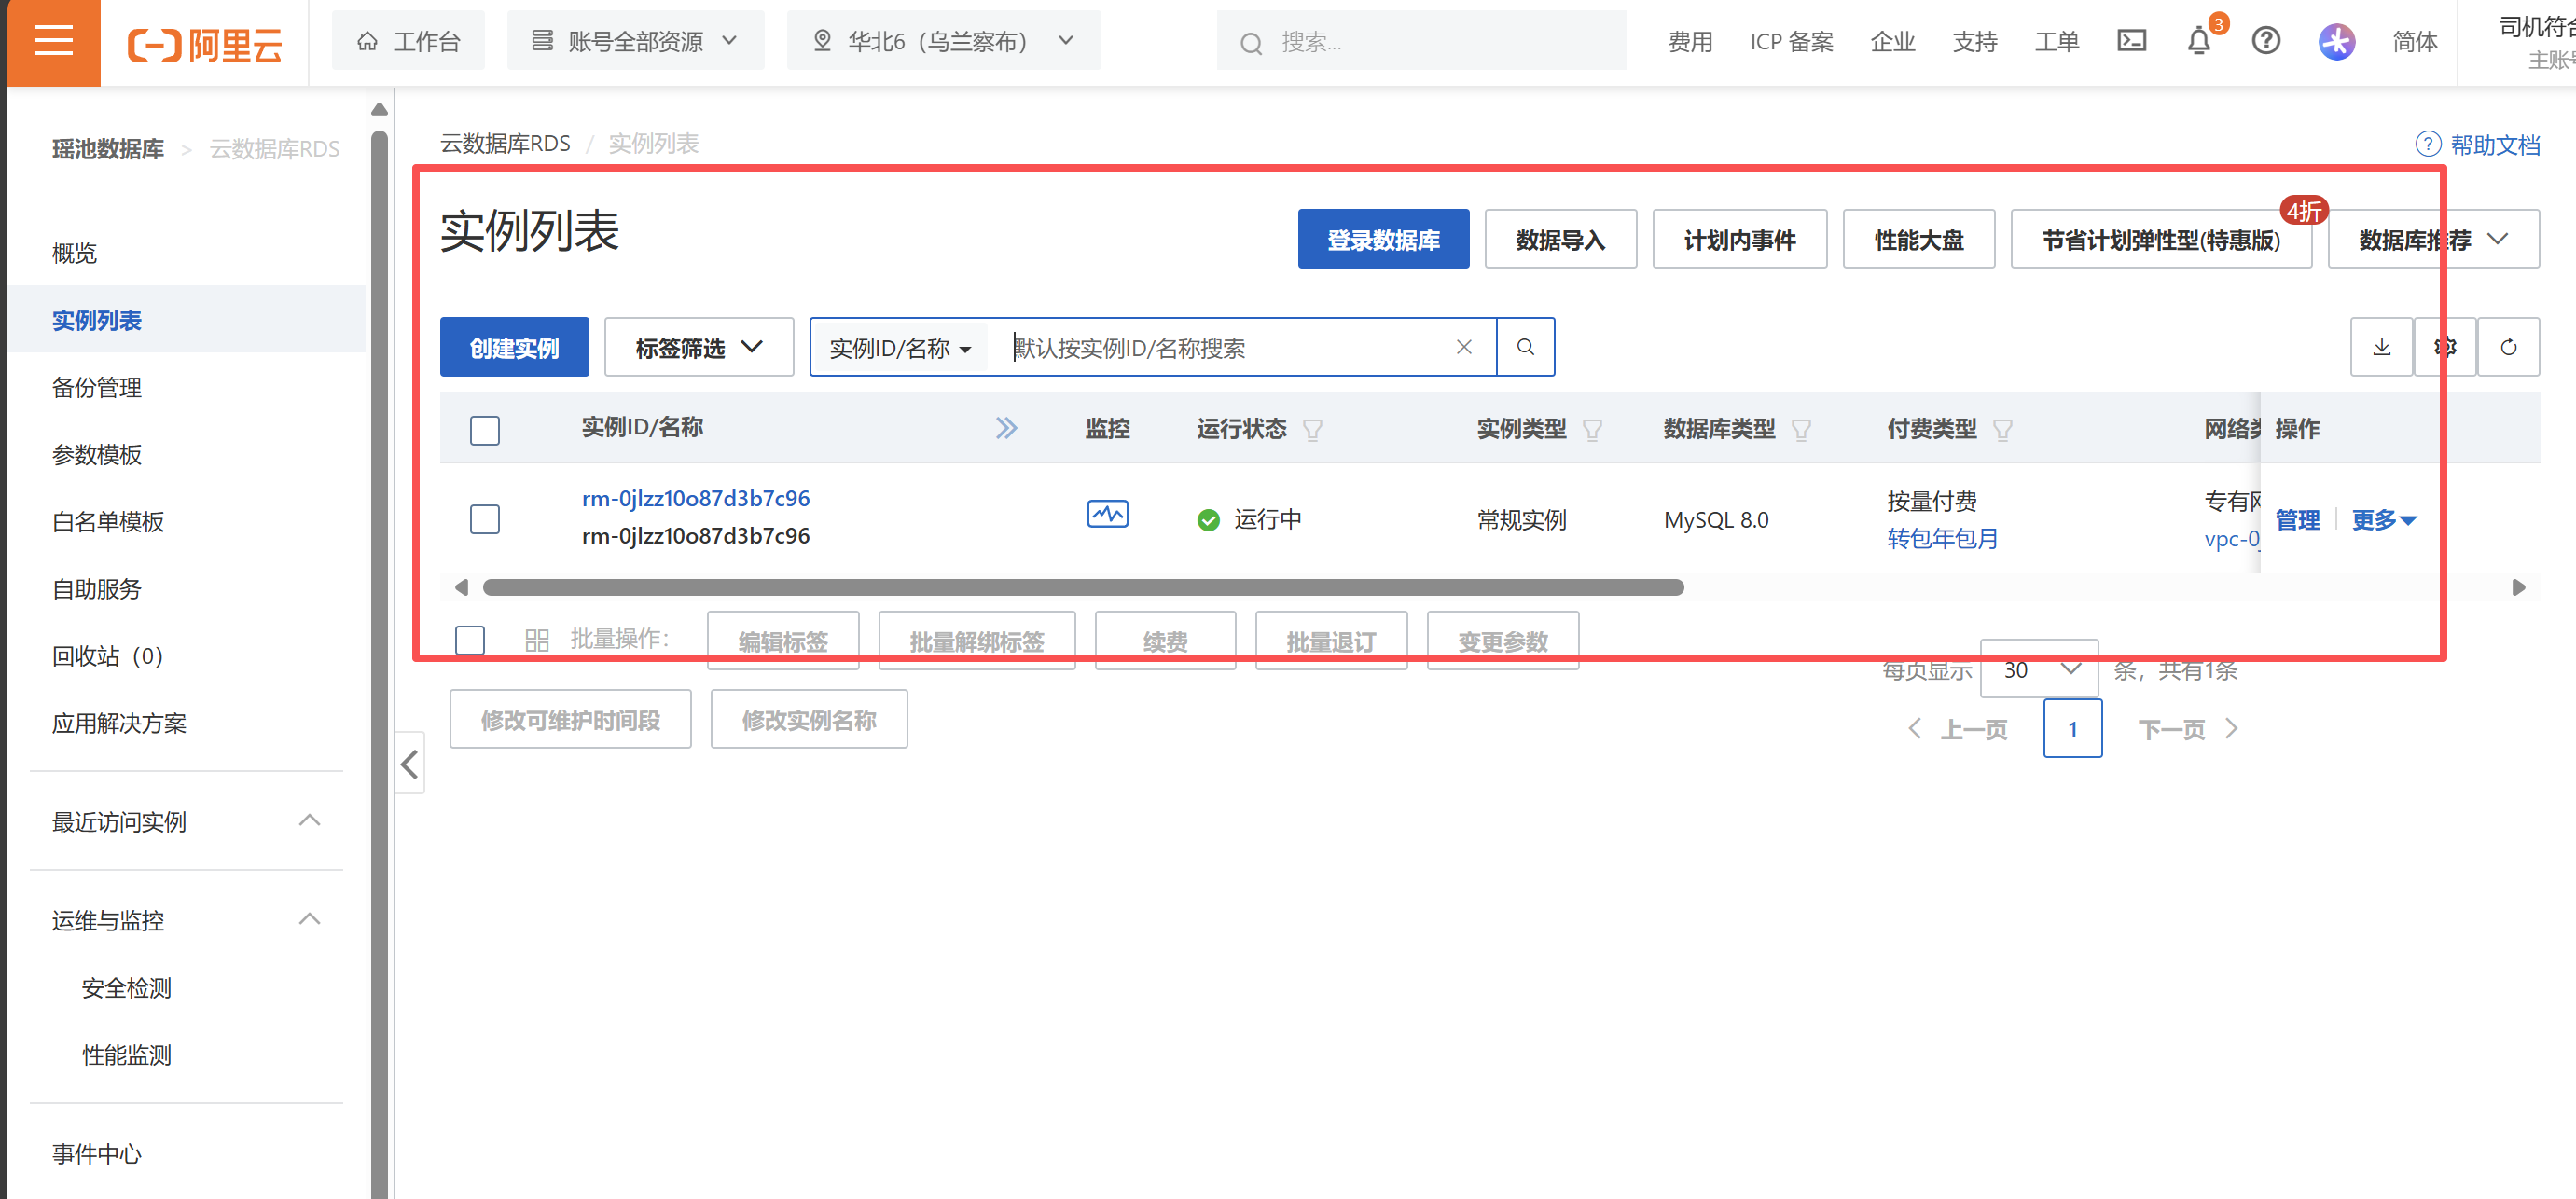 阿里云
工作台
账号全部资源
华北6（乌兰察布）
搜索...
费用
ICP 备案
企业
支持
工单
3
简体
司机符合
主账号
瑶池数据库 > 云数据库RDS
概览
实例列表
备份管理
参数模板
白名单模板
自助服务
回收站（0）
应用解决方案
最近访问实例
运维与监控
安全检测
性能监测
事件中心
云数据库RDS / 实例列表
帮助文档
实例列表
登录数据库
数据导入
计划内事件
性能大盘
节省计划弹性型(特惠版)
4折
数据库推荐
创建实例
标签筛选
实例ID/名称
默认按实例ID/名称搜索
实例ID/名称
监控
运行状态
实例类型
数据库类型
付费类型
网络类
操作
rm-0jlzz10o87d3b7c96
rm-0jlzz10o87d3b7c96
运行中
常规实例
MySQL 8.0
按量付费
转包年包月
专有网
vpc-0
管理
更多
批量操作：
编辑标签
批量解绑标签
续费
批量退订
变更参数
修改可维护时间段
修改实例名称
每页显示 30 条，共有1条
上一页 1 下一页